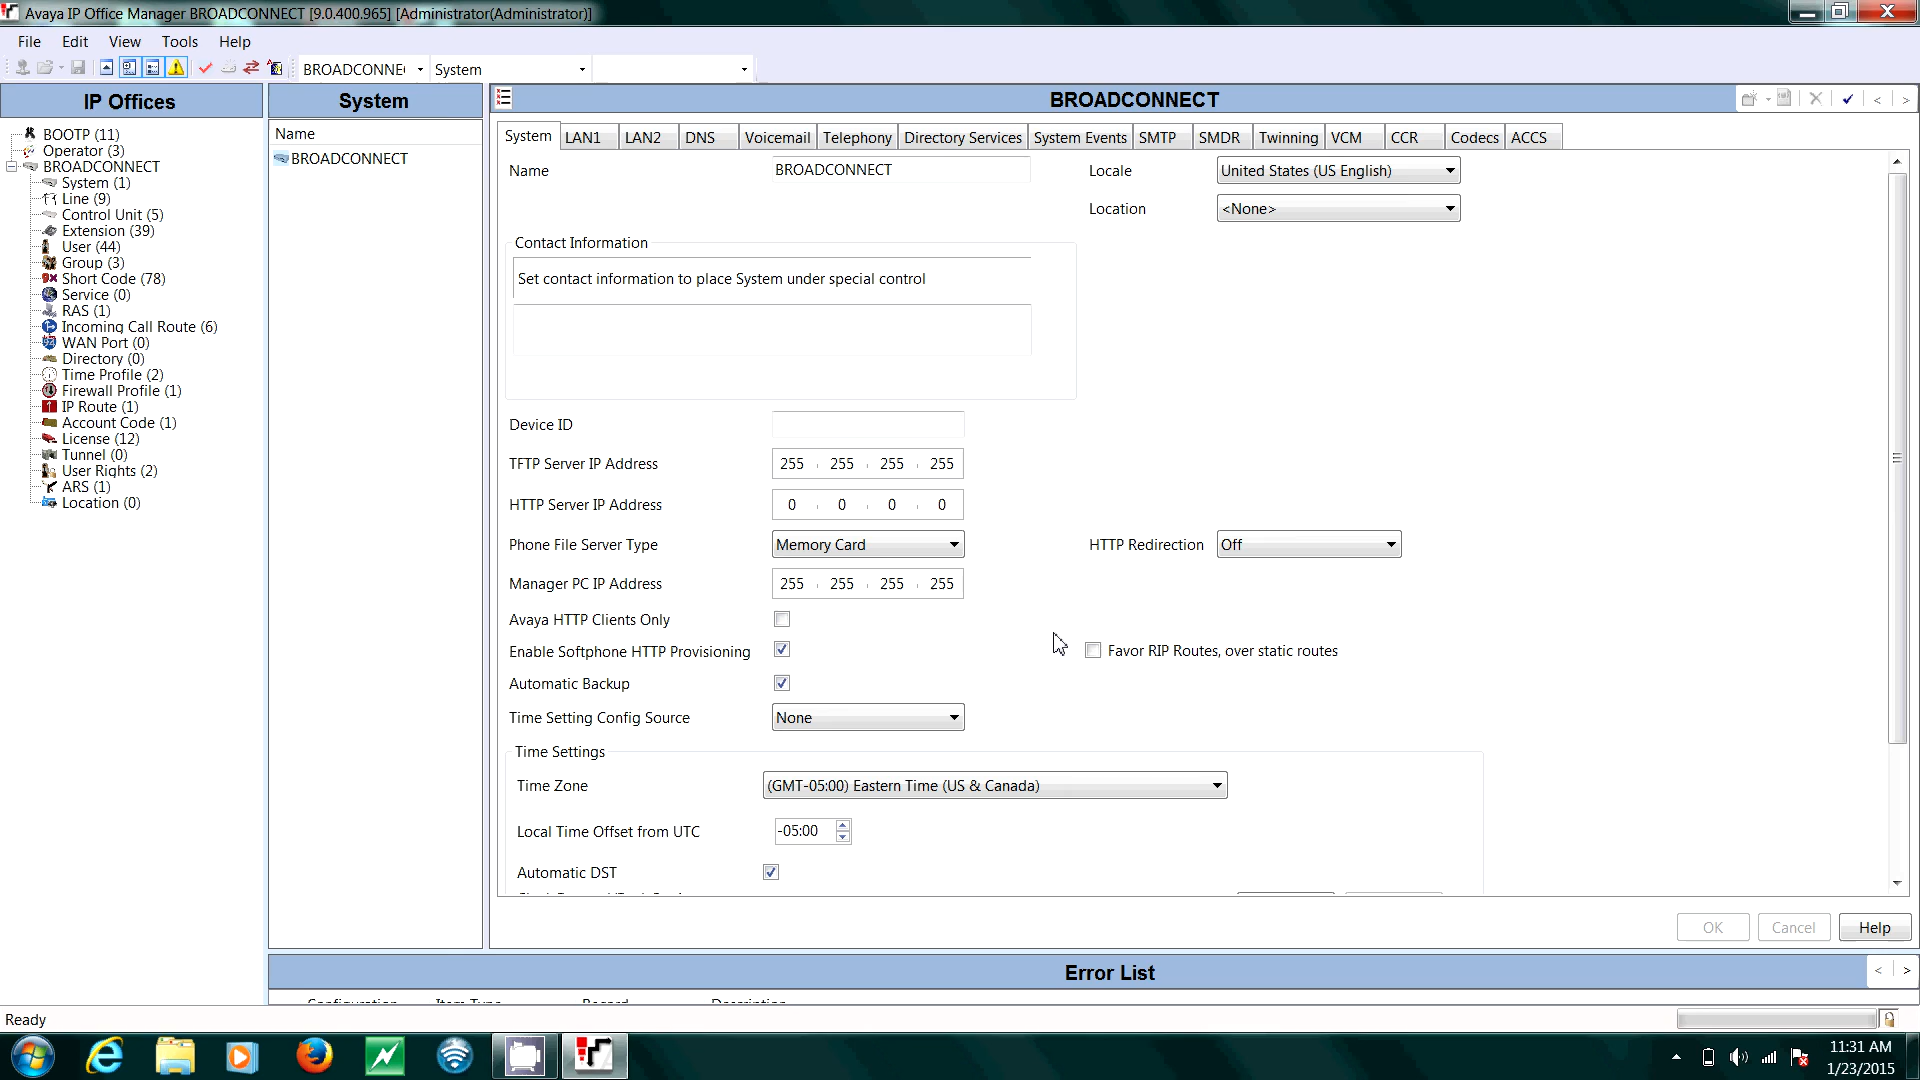 Avaya IP Office Manager BROADCONNECT [9.0.400.965] [Administrator(Administrator)]
File Edit View Tools Help
BROADCONNEC System
IP Offices
BOOTP (11)
Operator (3)
BROADCONNECT
System (1)
Line (9)
Control Unit (5)
Extension (39)
User (44)
Group (3)
Short Code (78)
Service (0)
RAS (1)
Incoming Call Route (6)
WAN Port (0)
Directory (0)
Time Profile (2)
Firewall Profile (1)
IP Route (1)
Account Code (1)
License (12)
Tunnel (0)
User Rights (2)
ARS (1)
Location (0)
System
Name
BROADCONNECT
BROADCONNECT
System LAN1 LAN2 DNS Voicemail Telephony Directory Services System Events SMTP SMDR Twinning VCM CCR Codecs ACCS
Name BROADCONNECT Locale United States (US English)
Location <None>
Contact Information
Set contact information to place System under special control
Device ID
TFTP Server IP Address 255 . 255 . 255 . 255
HTTP Server IP Address 0 . 0 . 0 . 0
Phone File Server Type Memory Card HTTP Redirection Off
Manager PC IP Address 255 . 255 . 255 . 255
Avaya HTTP Clients Only
Enable Softphone HTTP Provisioning Favor RIP Routes, over static routes
Automatic Backup
Time Setting Config Source None
Time Settings
Time Zone (GMT-05:00) Eastern Time (US & Canada)
Local Time Offset from UTC -05:00
Automatic DST
OK Cancel Help
Error List
Configuration Item Type Record Description
Ready
11:31 AM
1/23/2015